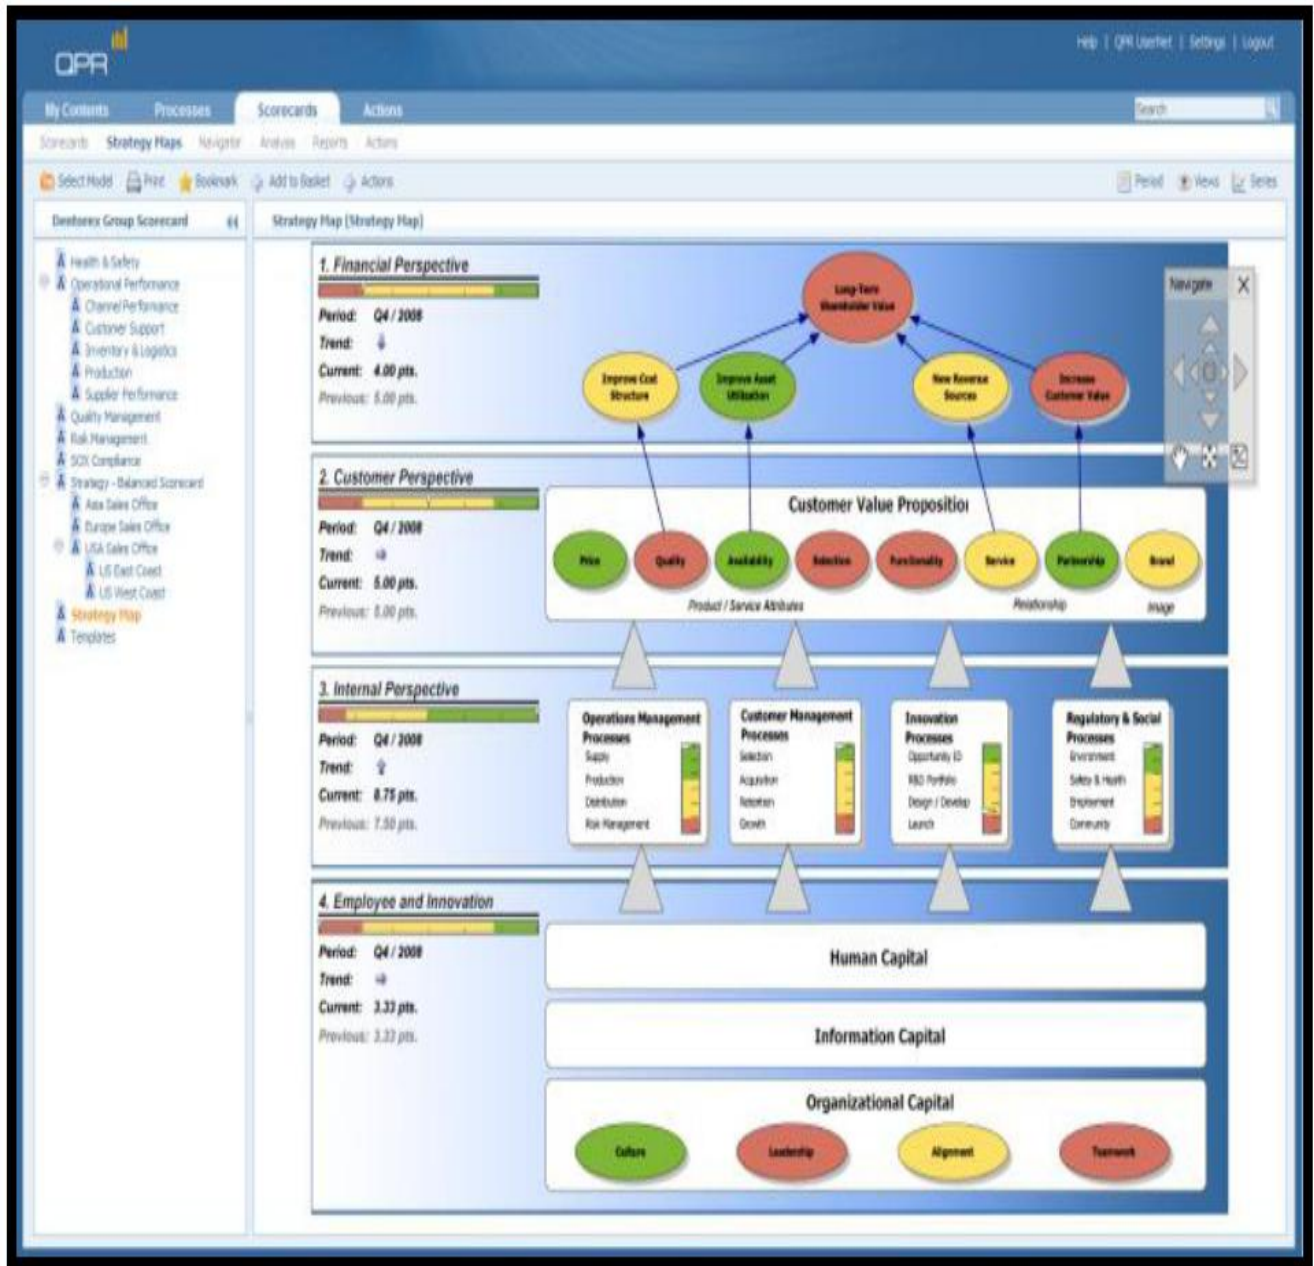 QPR
Help | QPR UserNet | Settings | Logout
My Contents Processes Scorecards Actions
Search
Scorecards Strategy Maps Navigator Analysis Reports Actions
Select Model Print Bookmark Add to Basket Actions
Period Views Series
Dentorex Group Scorecard
Strategy Map (Strategy Map)
Health & Safety
Operational Performance
Channel Performance
Customer Support
Inventory & Logistics
Production
Supplier Performance
Quality Management
Risk Management
SOX Compliance
Strategy - Balanced Scorecard
Asia Sales Office
Europe Sales Office
USA Sales Office
US East Coast
US West Coast
Strategy Map
Templates
1. Financial Perspective
Period: Q4 / 2008
Trend:
Current: 4.00 pts.
Previous: 5.00 pts.
Long-Term
Shareholder Value
Improve Cost
Structure
Improve Asset
Utilization
New Revenue
Sources
Increase
Customer Value
Navigate X
2. Customer Perspective
Period: Q4 / 2008
Trend:
Current: 5.00 pts.
Previous: pts.
Customer Value Proposition
Price Quality Availability Selection Functionality Service Partnership Brand
Product / Service Attributes Relationship Image
3. Internal Perspective
Period: Q4 / 2008
Trend:
Current: 8.75 pts.
Previous: 7.50 pts.
Operations Management
Processes
Supply
Production
Distribution
Risk Management
Customer Management
Processes
Selection
Acquisition
Retention
Growth
Innovation
Processes
Opportunity ID
R&D Portfolio
Design / Develop
Launch
Regulatory & Social
Processes
Environment
Safety & Health
Employment
Community
4. Employee and Innovation
Period: Q4 / 2008
Trend:
Current: 3.33 pts.
Previous: 3.33 pts.
Human Capital
Information Capital
Organizational Capital
Culture Leadership Alignment Teamwork